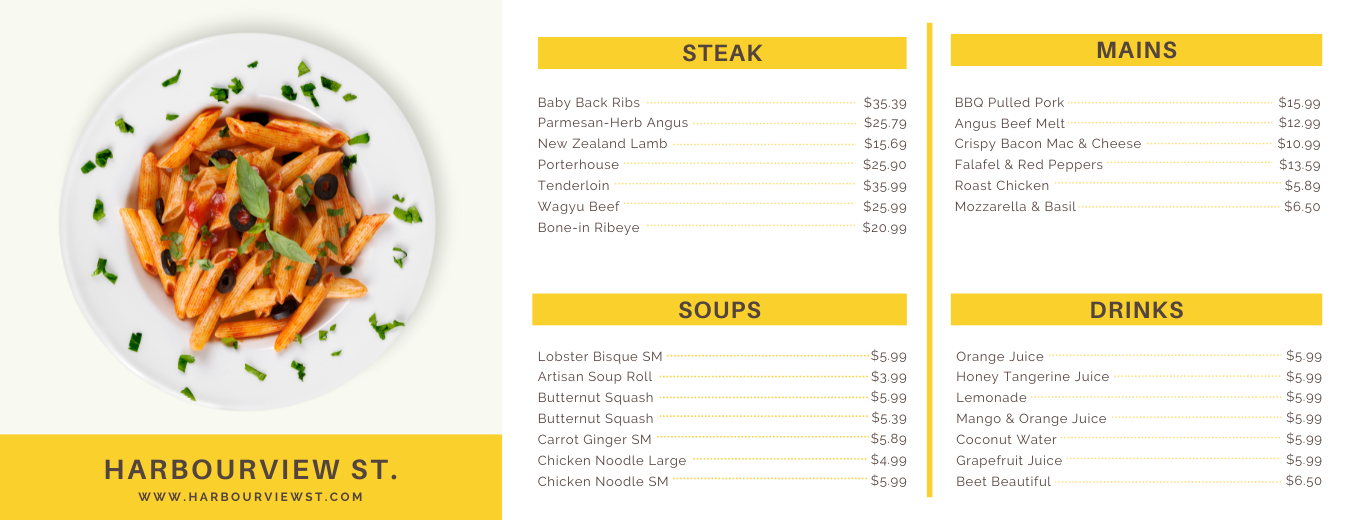 HARBOURVIEW ST.
WWW.HARBOURVIEWST.COM
STEAK
Baby Back Ribs $35.39
Parmesan-Herb Angus $25.79
New Zealand Lamb $15.69
Porterhouse $25.90
Tenderloin $35.99
Wagyu Beef $25.99
Bone-in Ribeye $20.99
SOUPS
Lobster Bisque SM $5.99
Artisan Soup Roll $3.99
Butternut Squash $5.99
Butternut Squash $5.39
Carrot Ginger SM $5.89
Chicken Noodle Large $4.99
Chicken Noodle SM $5.99
MAINS
BBQ Pulled Pork $15.99
Angus Beef Melt $12.99
Crispy Bacon Mac & Cheese $10.99
Falafel & Red Peppers $13.59
Roast Chicken $5.89
Mozzarella & Basil $6.50
DRINKS
Orange Juice $5.99
Honey Tangerine Juice $5.99
Lemonade $5.99
Mango & Orange Juice $5.99
Coconut Water $5.99
Grapefruit Juice $5.99
Beet Beautiful $6.50